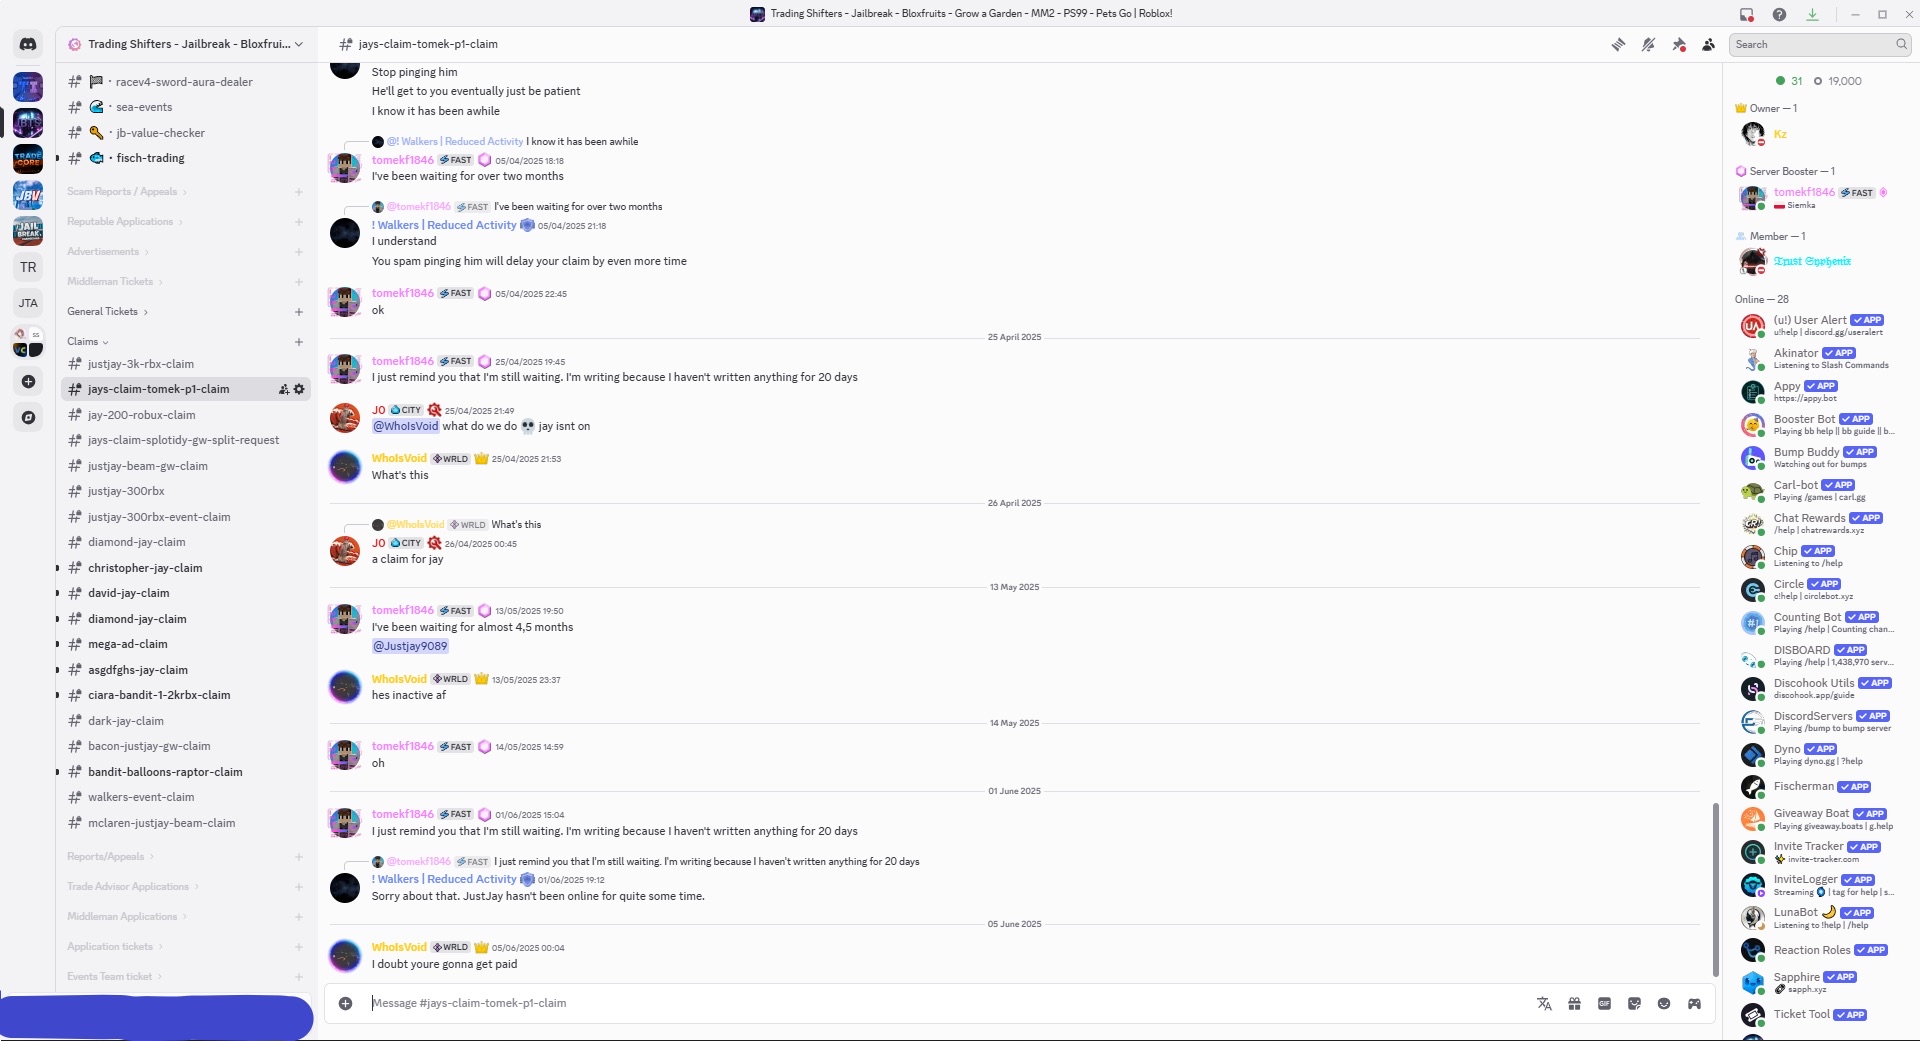 Trading Shifters - Jailbreak - Bloxfruits - Grow a Garden - MM2 - PS99 - Pets Go | Roblox!
Trading Shifters - Jailbreak - Bloxfrui...
racev4-sword-aura-dealer
sea-events
jb-value-checker
fisch-trading
Scam Reports / Appeals
Reputable Applications
Advertisements
Middleman Tickets
General Tickets
Claims
justjay-3k-rbx-claim
jays-claim-tomek-p1-claim
jay-200-robux-claim
jays-claim-splotidy-gw-split-request
justjay-beam-gw-claim
justjay-300rbx
justjay-300rbx-event-claim
diamond-jay-claim
christopher-jay-claim
david-jay-claim
diamond-jay-claim
mega-ad-claim
asgdfghs-jay-claim
ciara-bandit-1-2krbx-claim
dark-jay-claim
bacon-justjay-gw-claim
bandit-balloons-raptor-claim
walkers-event-claim
mclaren-justjay-beam-claim
Reports/Appeals
Trade Advisor Applications
Middleman Applications
Application tickets
Events Team ticket
TRADE CORE
JBV
JAIL BREAK
TR
JTA
ss
VC
jays-claim-tomek-p1-claim
Search
Stop pinging him
He'll get to you eventually just be patient
I know it has been awhile
@! Walkers | Reduced Activity I know it has been awhile
tomekf1846 FAST 05/04/2025 18:18
I've been waiting for over two months
@tomekf1846 FAST I've been waiting for over two months
! Walkers | Reduced Activity 05/04/2025 21:18
I understand
You spam pinging him will delay your claim by even more time
tomekf1846 FAST 05/04/2025 22:45
ok
25 April 2025
tomekf1846 FAST 25/04/2025 19:45
I just remind you that I'm still waiting. I'm writing because I haven't written anything for 20 days
JO CITY 25/04/2025 21:49
@WhoIsVoid what do we do 💀 jay isnt on
WhoIsVoid WRLD 25/04/2025 21:53
What's this
26 April 2025
@WhoIsVoid WRLD What's this
JO CITY 26/04/2025 00:45
a claim for jay
13 May 2025
tomekf1846 FAST 13/05/2025 19:50
I've been waiting for almost 4,5 months
@Justjay9089
WhoIsVoid WRLD 13/05/2025 23:37
hes inactive af
14 May 2025
tomekf1846 FAST 14/05/2025 14:59
oh
01 June 2025
tomekf1846 FAST 01/06/2025 15:04
I just remind you that I'm still waiting. I'm writing because I haven't written anything for 20 days
@tomekf1846 FAST I just remind you that I'm still waiting. I'm writing because I haven't written anything for 20 days
! Walkers | Reduced Activity 01/06/2025 19:12
Sorry about that. JustJay hasn't been online for quite some time.
05 June 2025
WhoIsVoid WRLD 05/06/2025 00:04
I doubt youre gonna get paid
Message #jays-claim-tomek-p1-claim
GIF
31 19,000
Owner — 1
Kz
Server Booster — 1
tomekf1846 FAST
Siemka
Member — 1
Online — 28
(u!) User Alert APP
u!help | discord.gg/useralert
Akinator APP
Listening to Slash Commands
Appy APP
https://appy.bot
Booster Bot APP
Playing bb help || bb guide || b...
Bump Buddy APP
Watching out for bumps
Carl-bot APP
Playing /games | carl.gg
Chat Rewards APP
/help | chatrewards.xyz
Chip APP
Listening to /help
Circle APP
c!help | circlebot.xyz
Counting Bot APP
Playing /help | Counting chan...
DISBOARD APP
Playing /help | 1,438,970 serv...
Discohook Utils APP
discohook.app/guide
DiscordServers APP
Playing /bump to bump server
Dyno APP
Playing dyno.gg | ?help
Fischerman APP
Giveaway Boat APP
Playing giveaway.boats | g.help
Invite Tracker APP
invite-tracker.com
InviteLogger APP
Streaming | tag for help | s...
LunaBot 🌙 APP
Listening to !help | /help
Reaction Roles APP
Sapphire APP
sapph.xyz
Ticket Tool APP